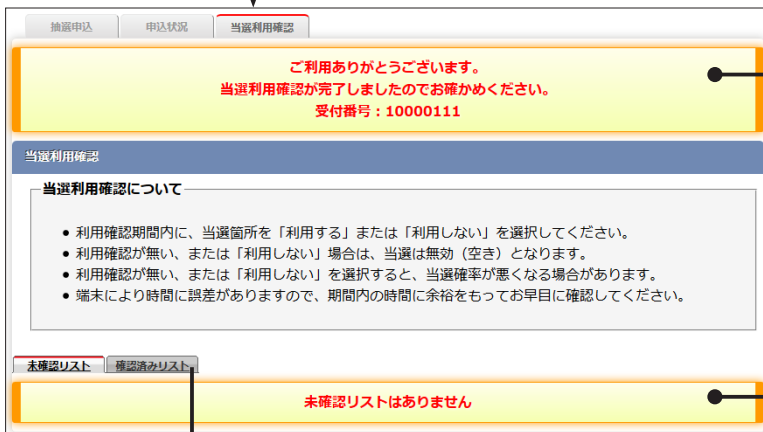 抽選申込 申込状況 当選利用確認
ご利用ありがとうございます。
当選利用確認が完了しましたのでお確かめください。
受付番号：10000111
当選利用確認
当選利用確認について
● 利用確認期間内に、当選箇所を「利用する」または「利用しない」を選択してください。
● 利用確認が無い、または「利用しない」場合は、当選は無効（空き）となります。
● 利用確認が無い、または「利用しない」を選択すると、当選確率が悪くなる場合があります。
● 端末により時間に誤差がありますので、期間内の時間に余裕をもってお早目に確認してください。
未確認リスト 確認済みリスト
未確認リストはありません